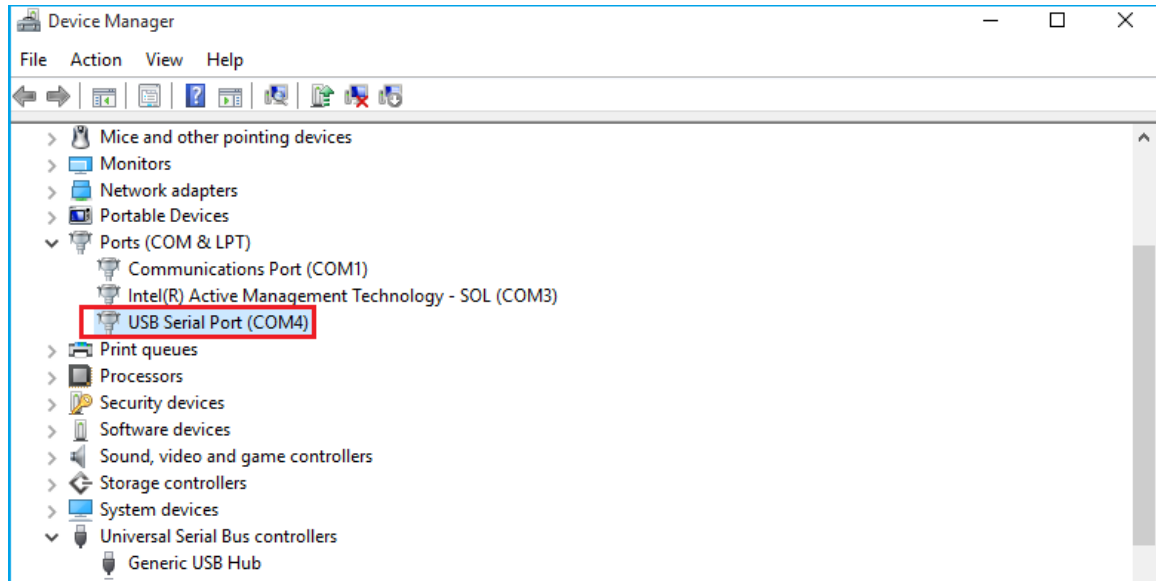 Device Manager
File Action View Help
Mice and other pointing devices
Monitors
Network adapters
Portable Devices
Ports (COM & LPT)
Communications Port (COM1)
Intel(R) Active Management Technology - SOL (COM3)
USB Serial Port (COM4)
Print queues
Processors
Security devices
Software devices
Sound, video and game controllers
Storage controllers
System devices
Universal Serial Bus controllers
Generic USB Hub